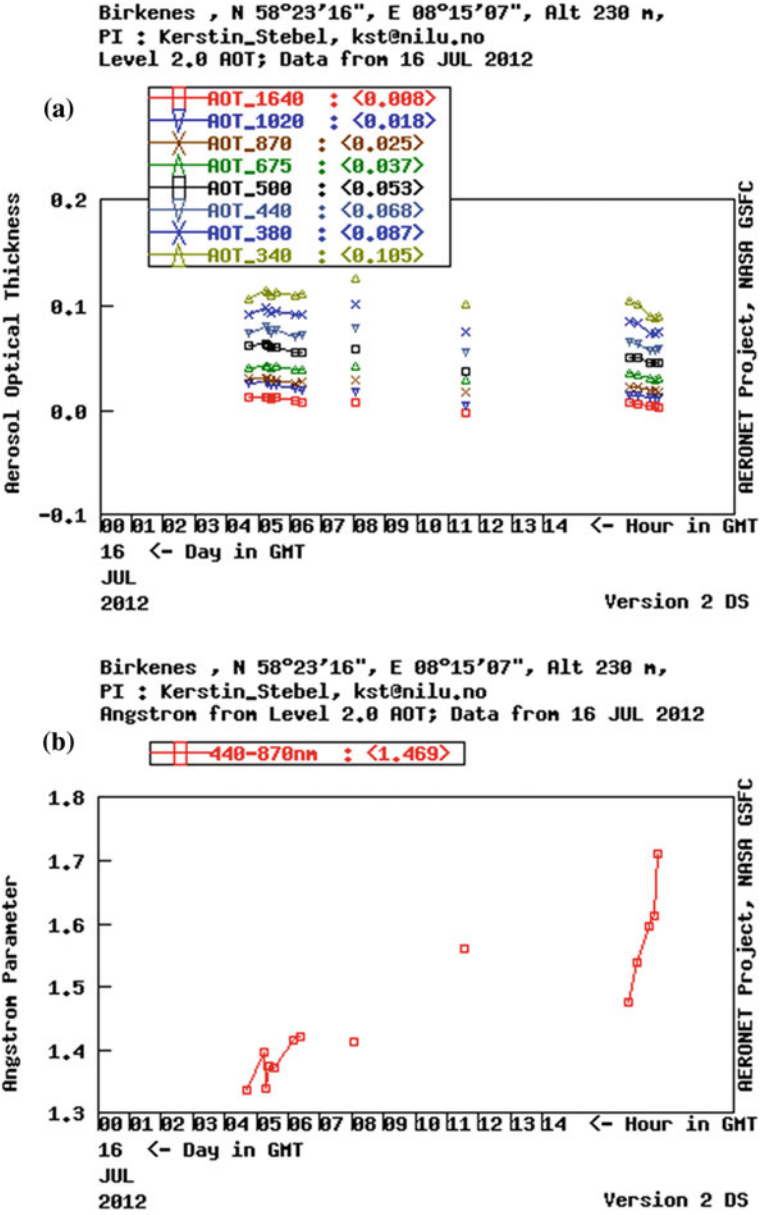 Birkenes , N 58°23'16", E 08°15'07", Alt 230 m,
PI : Kerstin_Stebel, kst@nilu.no
Level 2.0 AOT; Data from 16 JUL 2012
(a)
AOT_1640 : <0.008>
AOT_1020 : <0.018>
AOT_870 : <0.025>
AOT_675 : <0.037>
AOT_500 : <0.053>
AOT_440 : <0.068>
AOT_380 : <0.087>
AOT_340 : <0.105>
Aerosol Optical Thickness
0.2
0.1
0.0
-0.1
AERONET Project, NASA GSFC
00 01 02 03 04 05 06 07 08 09 10 11 12 13 14 <- Hour in GMT
16 <- Day in GMT
JUL
2012
Version 2 DS
Birkenes , N 58°23'16", E 08°15'07", Alt 230 m,
PI : Kerstin_Stebel, kst@nilu.no
Angstrom from Level 2.0 AOT; Data from 16 JUL 2012
(b)
440-870nm : <1.469>
Angstrom Parameter
1.8
1.7
1.6
1.5
1.4
1.3
AERONET Project, NASA GSFC
00 01 02 03 04 05 06 07 08 09 10 11 12 13 14 <- Hour in GMT
16 <- Day in GMT
JUL
2012
Version 2 DS